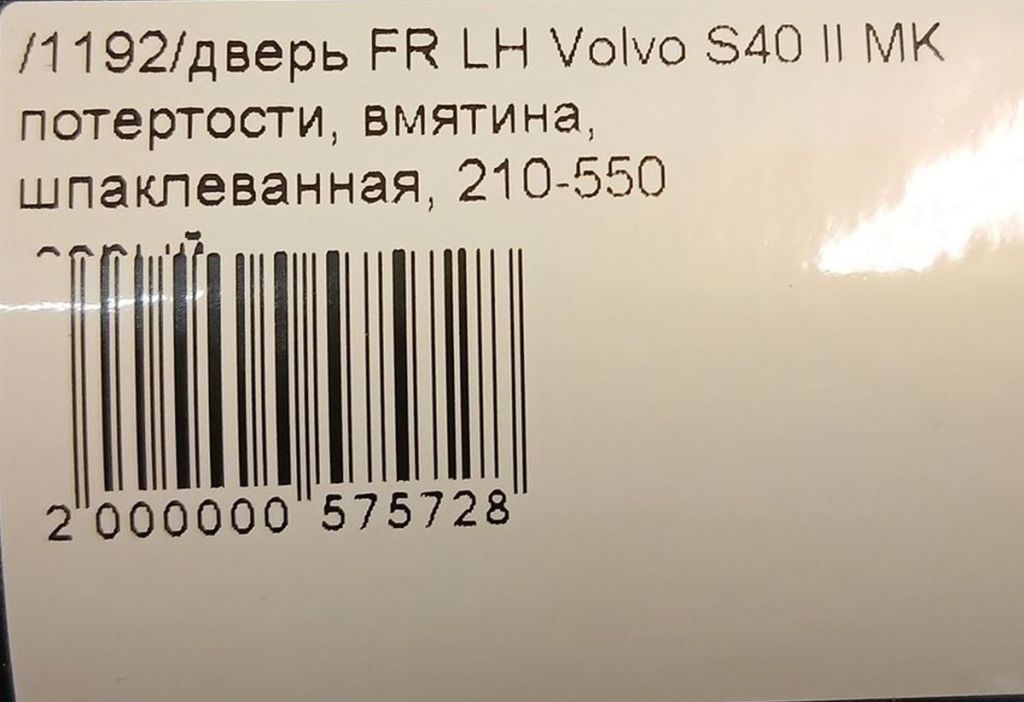 /1192/дверь FR LH Volvo S40 II MK
потертости, вмятина,
шпаклеванная, 210-550
2 000000 575728